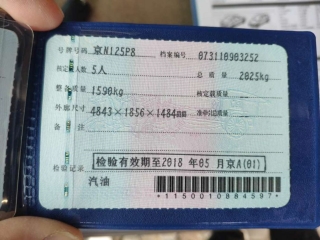 号牌号码 京N125P8 档案编号 073110903252
核定载人数 5人 总质量 2025kg
整备质量 1590kg 核定载质量 --
外廓尺寸 4843×1856×1484mm 准牵引总质量 --
备注
检验有效期至2018年05月京A(01)
检验记录
汽油
*1150010884597*